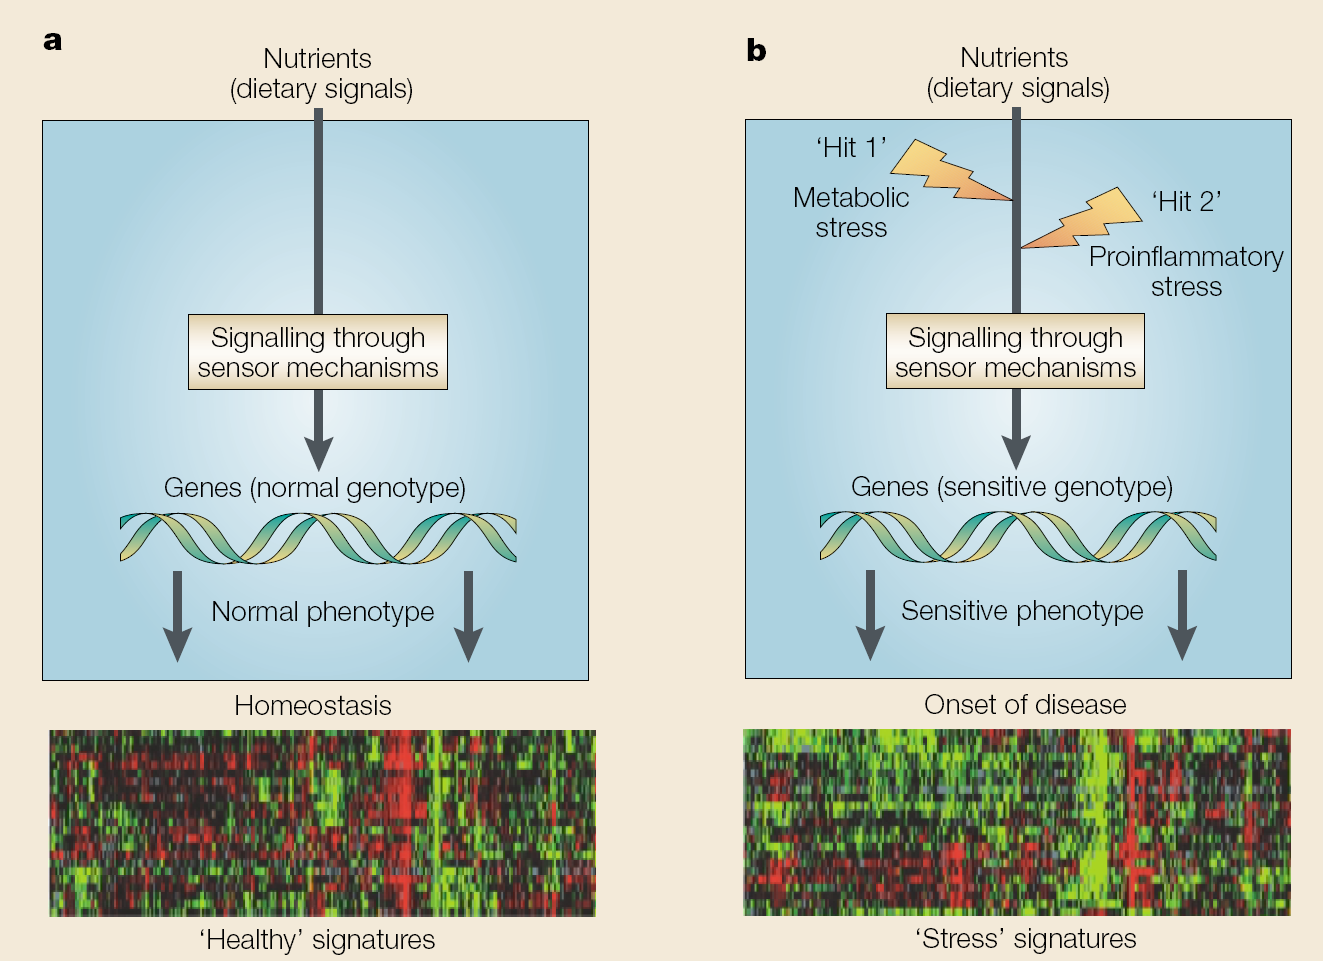 a
Nutrients
(dietary signals)
Signalling through
sensor mechanisms
Genes (normal genotype)
Normal phenotype
Homeostasis
‘Healthy’ signatures
b
Nutrients
(dietary signals)
‘Hit 1’
Metabolic
stress
‘Hit 2’
Proinflammatory
stress
Signalling through
sensor mechanisms
Genes (sensitive genotype)
Sensitive phenotype
Onset of disease
‘Stress’ signatures